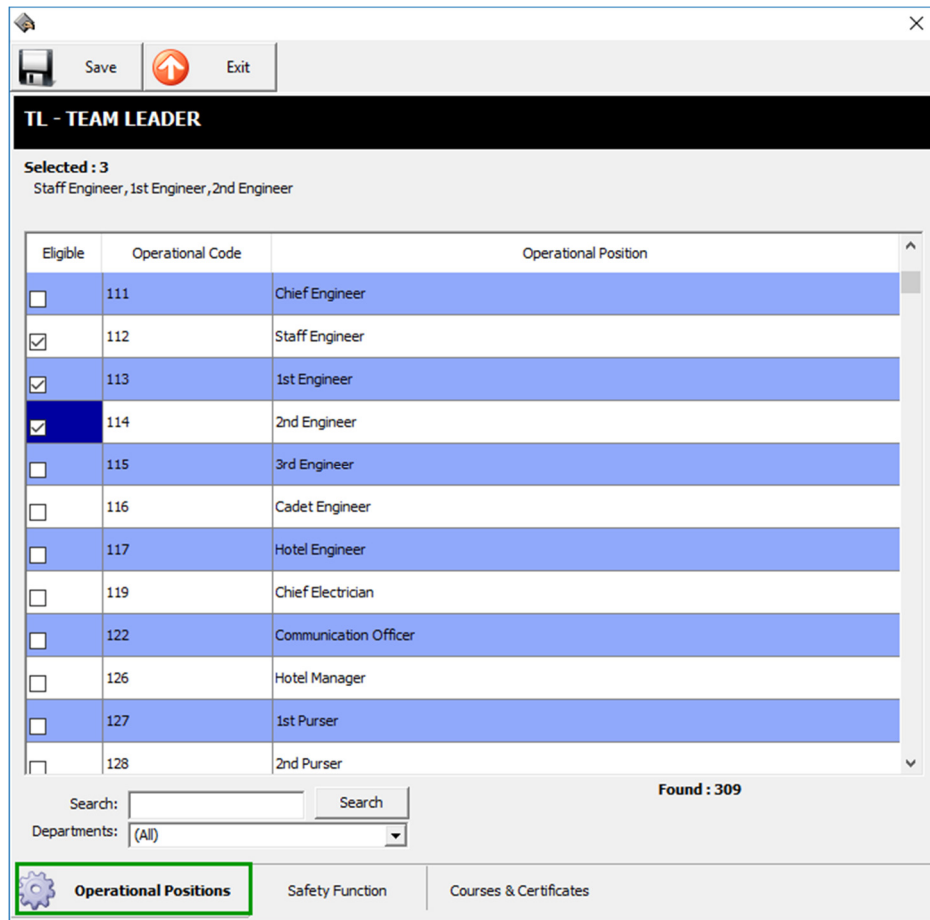 Save Exit
TL - TEAM LEADER
Selected : 3
Staff Engineer,1st Engineer,2nd Engineer
Eligible Operational Code Operational Position
111 Chief Engineer
112 Staff Engineer
113 1st Engineer
114 2nd Engineer
115 3rd Engineer
116 Cadet Engineer
117 Hotel Engineer
119 Chief Electrician
122 Communication Officer
126 Hotel Manager
127 1st Purser
128 2nd Purser
Found : 309
Search: Search
Departments: (All)
Operational Positions Safety Function Courses & Certificates